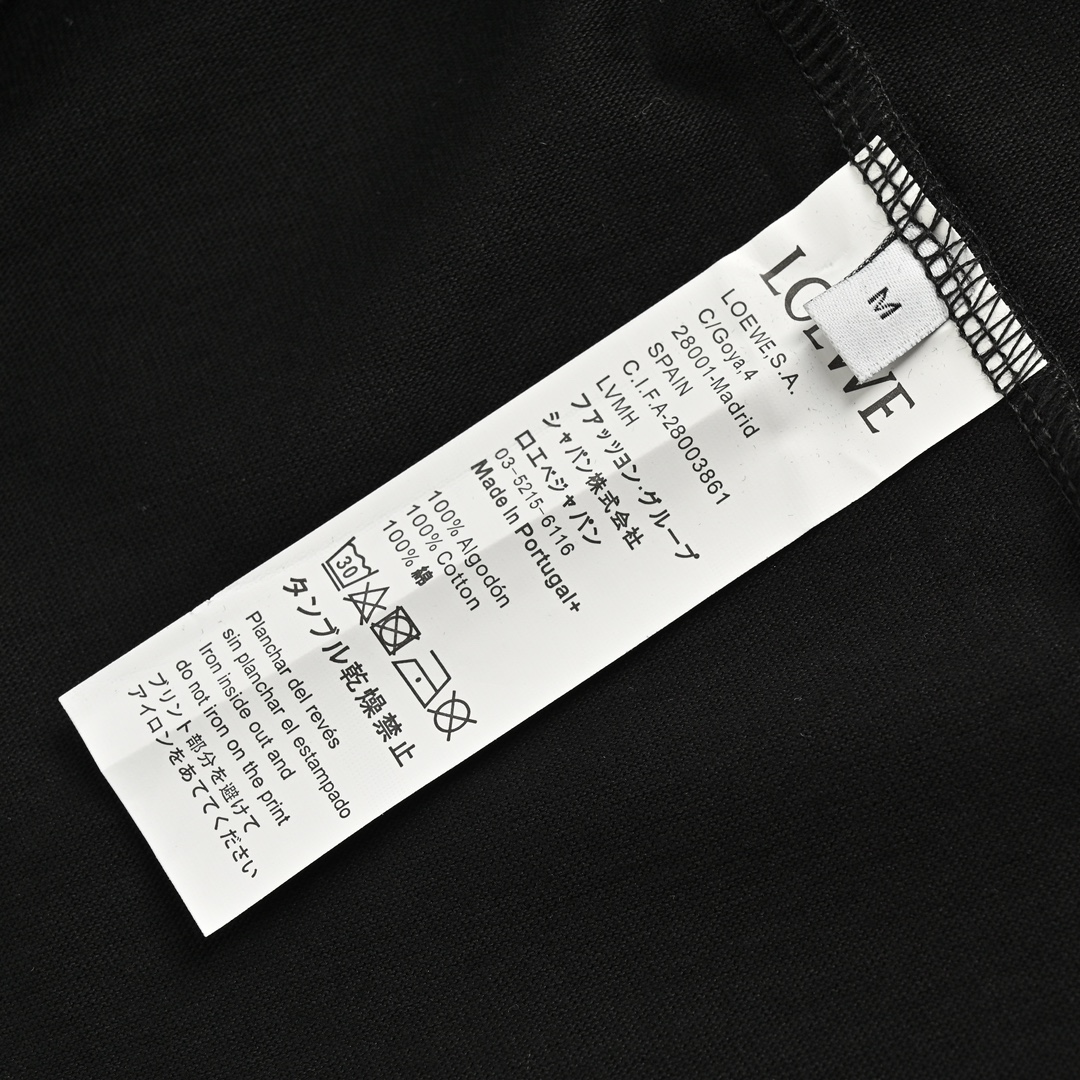 LOEWE
M
LOEWE,S.A.
C/Goya,4
28001-Madrid
SPAIN
C.I.F.A-28003861
LVMH
フアッツヨン·グループ
シャパン株式会社
ロエベジャパン
03-5215-6116
Made In Portugal+
100% Algodón
100% Cotton
100% 綿
30
タンブル乾燥禁止
Planchar del revés
sin planchar el estampado
Iron inside out and
do not iron on the print
プリント部分を避けて
アイロンをあててください